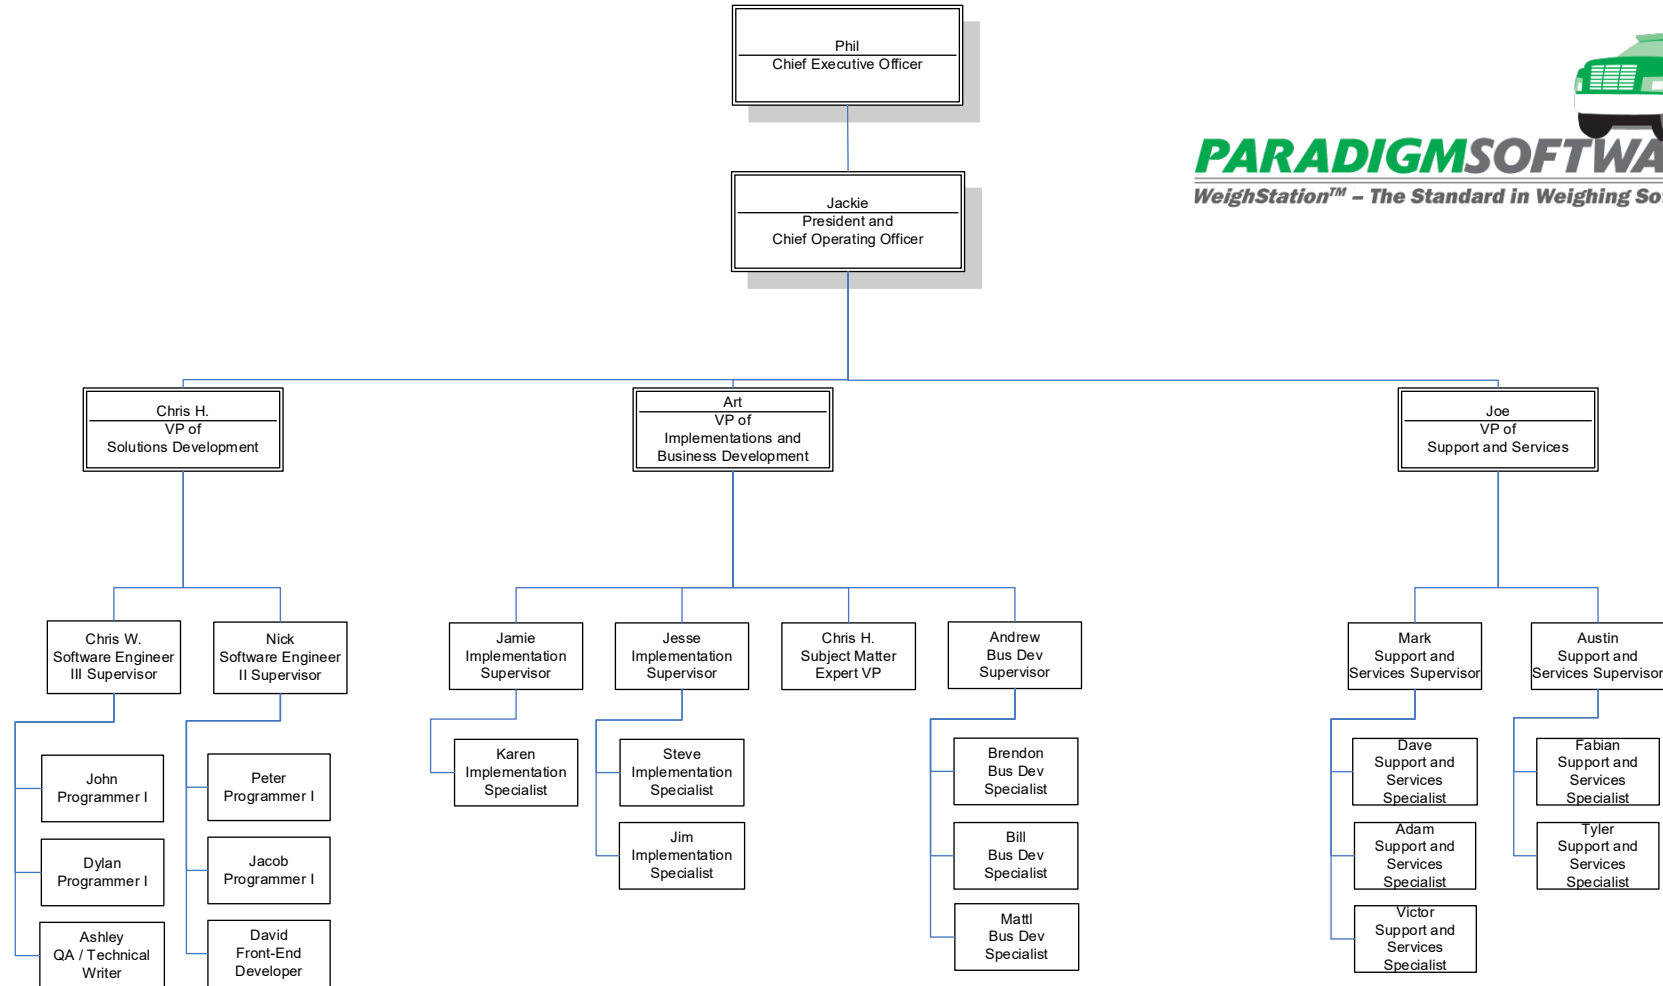 Phil
Chief Executive Officer
PARADIGMSOFTWA
WeighStation™ – The Standard in Weighing So
Jackie
President and
Chief Operating Officer
Chris H.
VP of
Solutions Development
Art
VP of
Implementations and
Business Development
Joe
VP of
Support and Services
Chris W.
Software Engineer
III Supervisor
Nick
Software Engineer
II Supervisor
Jamie
Implementation
Supervisor
Jesse
Implementation
Supervisor
Chris H.
Subject Matter
Expert VP
Andrew
Bus Dev
Supervisor
Mark
Support and
Services Supervisor
Austin
Support and
Services Supervisor
John
Programmer I
Peter
Programmer I
Karen
Implementation
Specialist
Steve
Implementation
Specialist
Brendon
Bus Dev
Specialist
Dave
Support and
Services
Specialist
Fabian
Support and
Services
Specialist
Dylan
Programmer I
Jacob
Programmer I
Jim
Implementation
Specialist
Bill
Bus Dev
Specialist
Adam
Support and
Services
Specialist
Tyler
Support and
Services
Specialist
Ashley
QA / Technical
Writer
David
Front-End
Developer
Mattl
Bus Dev
Specialist
Victor
Support and
Services
Specialist